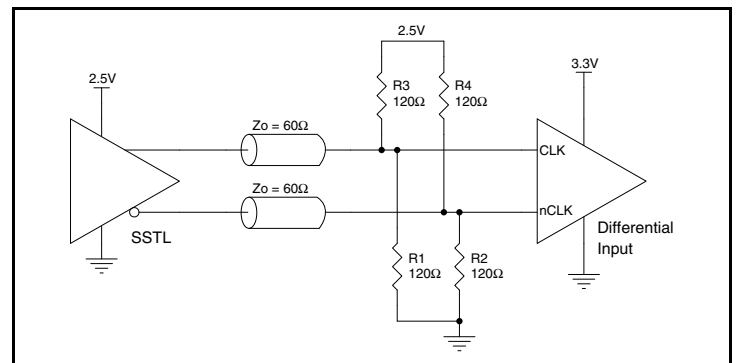 2.5V
2.5V
3.3V
R3
120Ω
R4
120Ω
Zo = 60Ω
CLK
Zo = 60Ω
nCLK
SSTL
Differential
Input
R1
120Ω
R2
120Ω